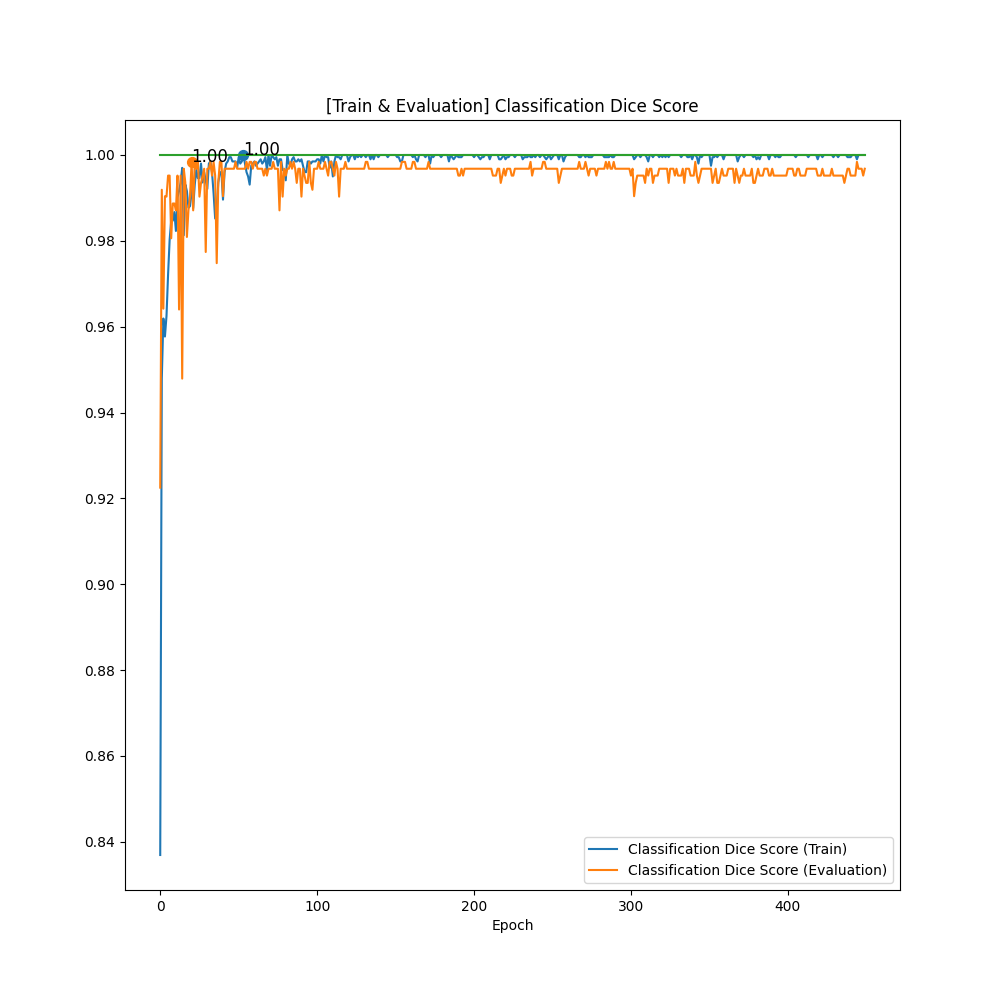 [Train & Evaluation] Classification Dice Score
1.00
1.00
1.00
0.98
0.96
0.94
0.92
0.90
0.88
0.86
0.84
Classification Dice Score (Train)
Classification Dice Score (Evaluation)
0 100 200 300 400
Epoch